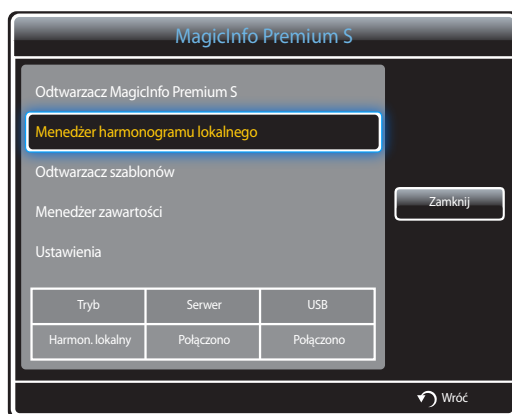 MagicInfo Premium S
Odtwarzacz MagicInfo Premium S
Menedżer harmonogramu lokalnego
Odtwarzacz szablonów
Menedżer zawartości
Ustawienia
Zamknij
Tryb Serwer USB
Harmon. lokalny Połączono Połączono
Wróć